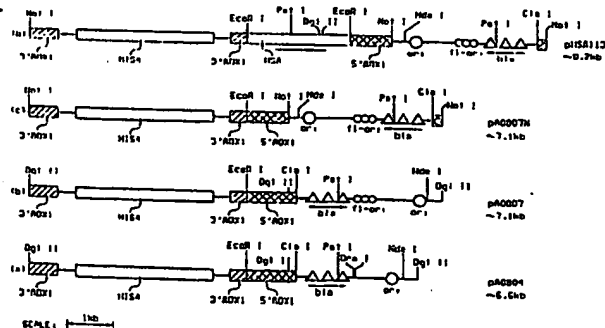 Not I EcoR I Pst I Bgl II Not I Nde I Pst I Cla I Not I
3'AOX1 HIS4 3'AOX1 HSA 5'AOX1 ori f1-ori bla
pHSA113
EcoR I Not I Nde I Pst I Cla I Not I
(c)
3'AOX1 HIS4 3'AOX1 5'AOX1 ori f1-ori bla
pA0807N
~7.1kb
Bgl II EcoR I Bgl II Cla I Pst I Nde I Bgl II
(b)
3'AOX1 HIS4 3'AOX1 5'AOX1 bla f1-ori ori
pA0807
~7.1kb
Bgl II EcoR I Bgl II Cla I Pst I Dra I Nde I Bgl II
(a)
3'AOX1 HIS4 3'AOX1 5'AOX1 bla ori
pA0804
~6.6kb
SCALE: 1kb